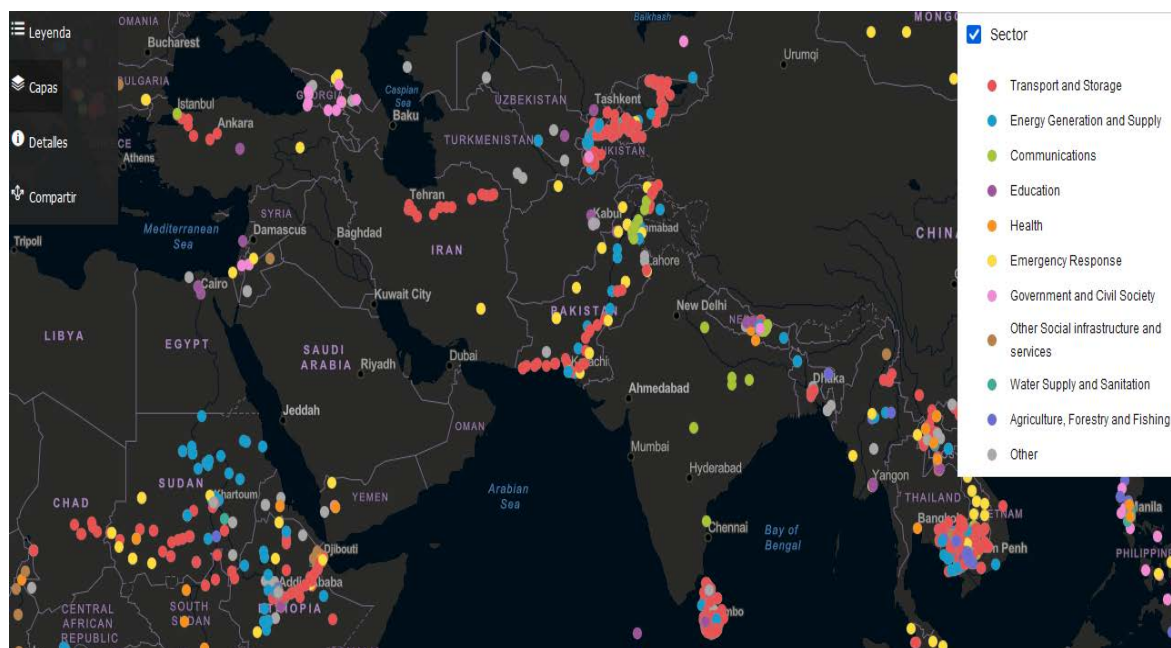 Leyenda
Capas
Detalles
Compartir
OMANIA
Bucharest
BULGARIA
Istanbul
Ankara
Athens
GEORGIA
Caspian
Sea
Baku
Balkhash
MONGO
Urumqi
UZBEKISTAN
Tashkent
TURKMENISTAN
Tehran
SYRIA
Damascus
Mediterranean
Sea
Tripoli
Baghdad
IRAN
Kabul
Lahore
CHINA
Cairo
Kuwait City
PAKISTAN
New Delhi
LIBYA
EGYPT
SAUDI
ARABIA
Riyadh
Dubai
Dhaka
Ahmedabad
Jeddah
OMAN
Mumbai
Hyderabad
Yangon
CHAD
SUDAN
Khartoum
YEMEN
Arabian
Sea
THAILAND
Chennai
Bay of
Bengal
Manila
Djibouti
PHILIPPIN
CENTRAL
AFRICAN
REPUBLIC
SOUTH
SUDAN
ETHIOPIA
Sector
Transport and Storage
Energy Generation and Supply
Communications
Education
Health
Emergency Response
Government and Civil Society
Other Social infrastructure and
services
Water Supply and Sanitation
Agriculture, Forestry and Fishing
Other